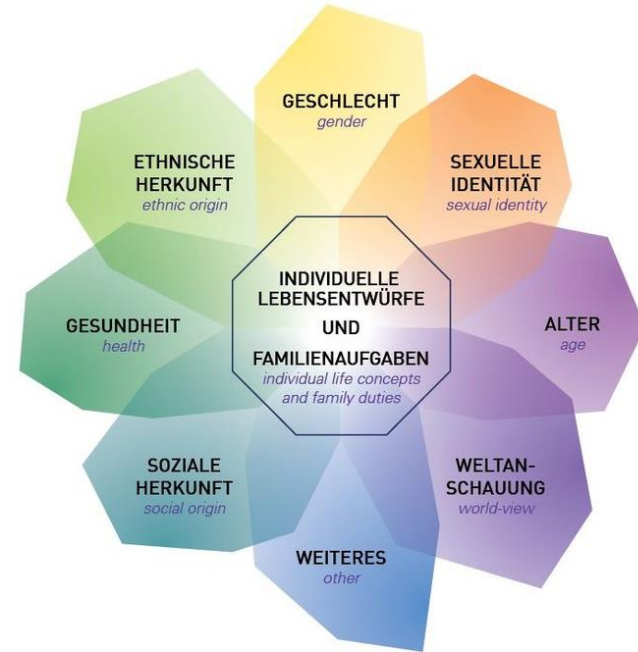 GESCHLECHT
gender
SEXUELLE
IDENTITÄT
sexual identity
ALTER
age
WELTAN-
SCHAUUNG
world-view
WEITERES
other
SOZIALE
HERKUNFT
social origin
GESUNDHEIT
health
ETHNISCHE
HERKUNFT
ethnic origin
INDIVIDUELLE
LEBENSENTWÜRFE
UND
FAMILIENAUFGABEN
individual life concepts
and family duties